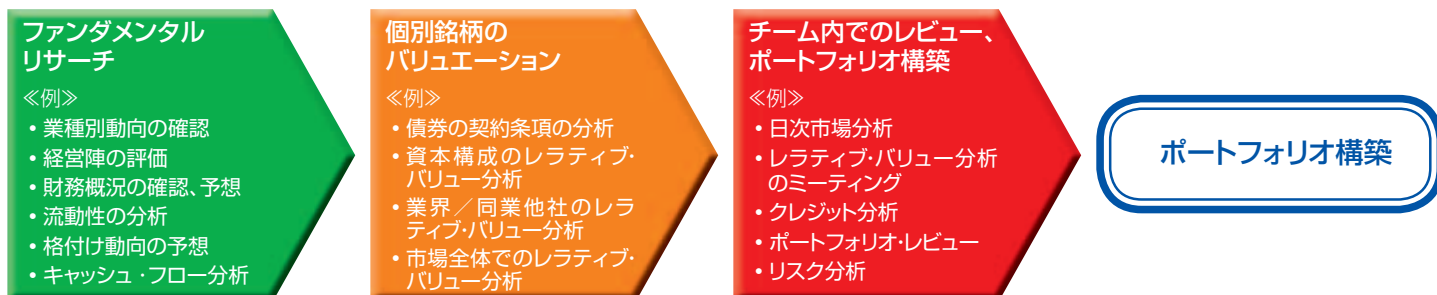 ファンダメンタル
リサーチ
≪例≫
・業種別動向の確認
・経営陣の評価
・財務概況の確認、予想
・流動性の分析
・格付け動向の予想
・キャッシュ・フロー分析
個別銘柄の
バリュエーション
≪例≫
・債券の契約条項の分析
・資本構成のレラティブ・
バリュー分析
・業界／同業他社のレラ
ティブ・バリュー分析
・市場全体でのレラティブ・
バリュー分析
チーム内でのレビュー、
ポートフォリオ構築
≪例≫
・日次市場分析
・レラティブ・バリュー分析
のミーティング
・クレジット分析
・ポートフォリオ・レビュー
・リスク分析
ポートフォリオ構築